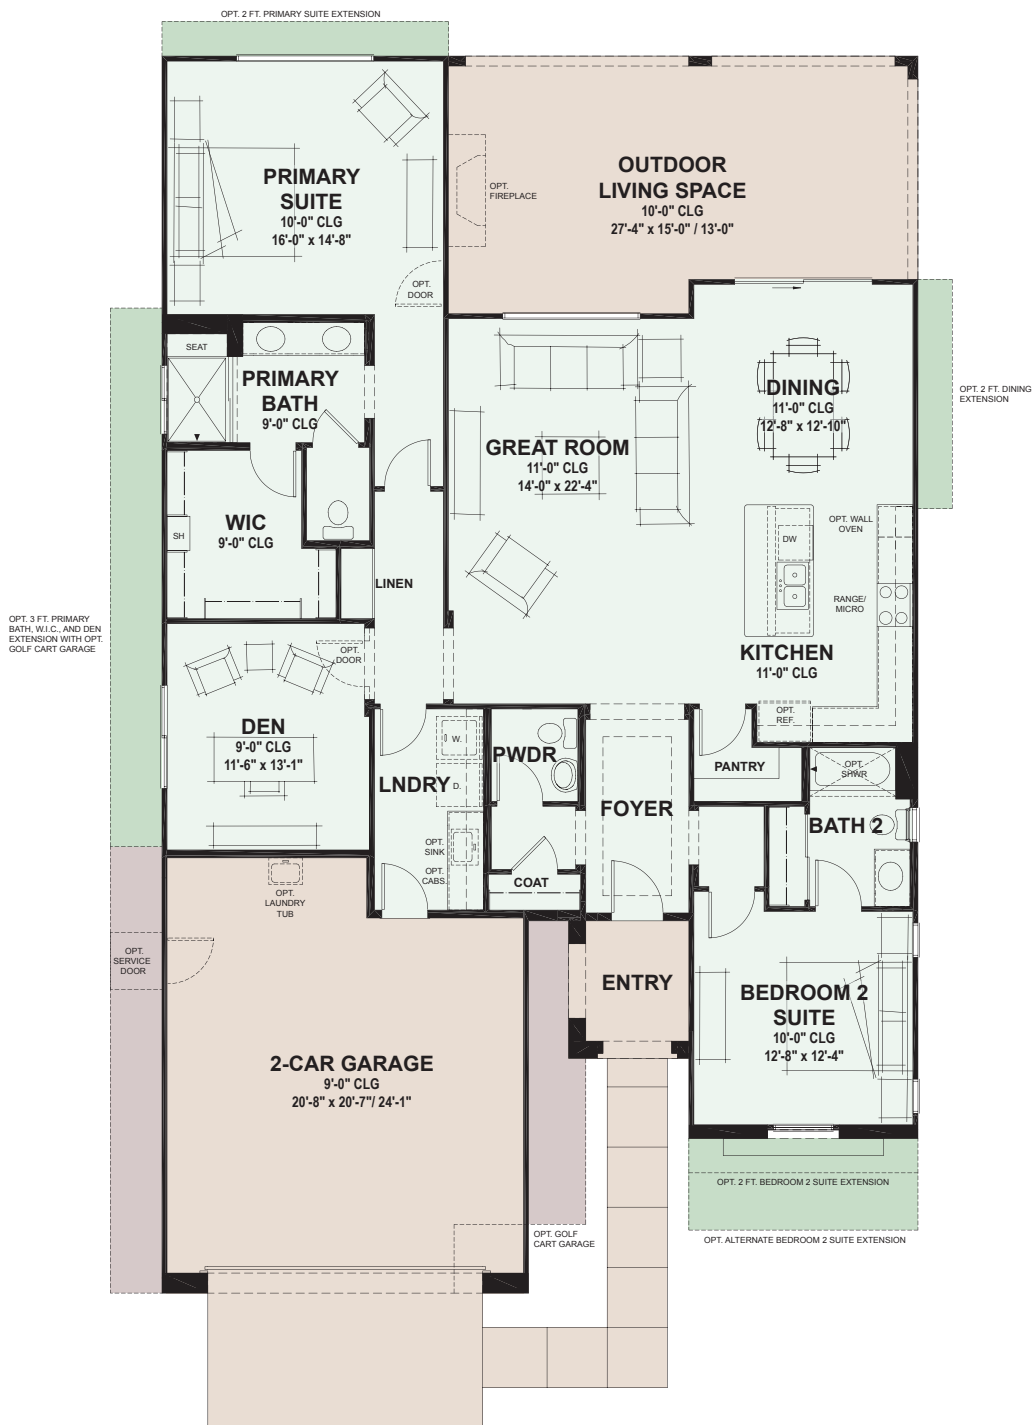 OPT. 2 FT. PRIMARY SUITE EXTENSION
PRIMARY
SUITE
10'-0" CLG
16'-0" x 14'-8"
OPT.
DOOR
OPT.
FIREPLACE
OUTDOOR
LIVING SPACE
10'-0" CLG
27'-4" x 15'-0" / 13'-0"
SEAT
PRIMARY
BATH
9'-0" CLG
GREAT ROOM
11'-0" CLG
14'-0" x 22'-4"
DINING
11'-0" CLG
12'-8" x 12'-10"
OPT. 2 FT. DINING
EXTENSION
WIC
9'-0" CLG
SH
LINEN
OPT. WALL
OVEN
DW
RANGE/
MICRO
KITCHEN
11'-0" CLG
OPT.
REF.
OPT. 3 FT. PRIMARY
BATH, W.I.C., AND DEN
EXTENSION WITH OPT.
GOLF CART GARAGE
OPT.
DOOR
DEN
9'-0" CLG
11'-6" x 13'-1"
W.
D.
LNDRY
OPT.
SINK
OPT.
CABS.
PWDR
COAT
FOYER
PANTRY
OPT.
SHWR
BATH 2
OPT.
LAUNDRY
TUB
OPT.
SERVICE
DOOR
ENTRY
BEDROOM 2
SUITE
10'-0" CLG
12'-8" x 12'-4"
2-CAR GARAGE
9'-0" CLG
20'-8" x 20'-7"/ 24'-1"
OPT. 2 FT. BEDROOM 2 SUITE EXTENSION
OPT. GOLF
CART GARAGE
OPT. ALTERNATE BEDROOM 2 SUITE EXTENSION